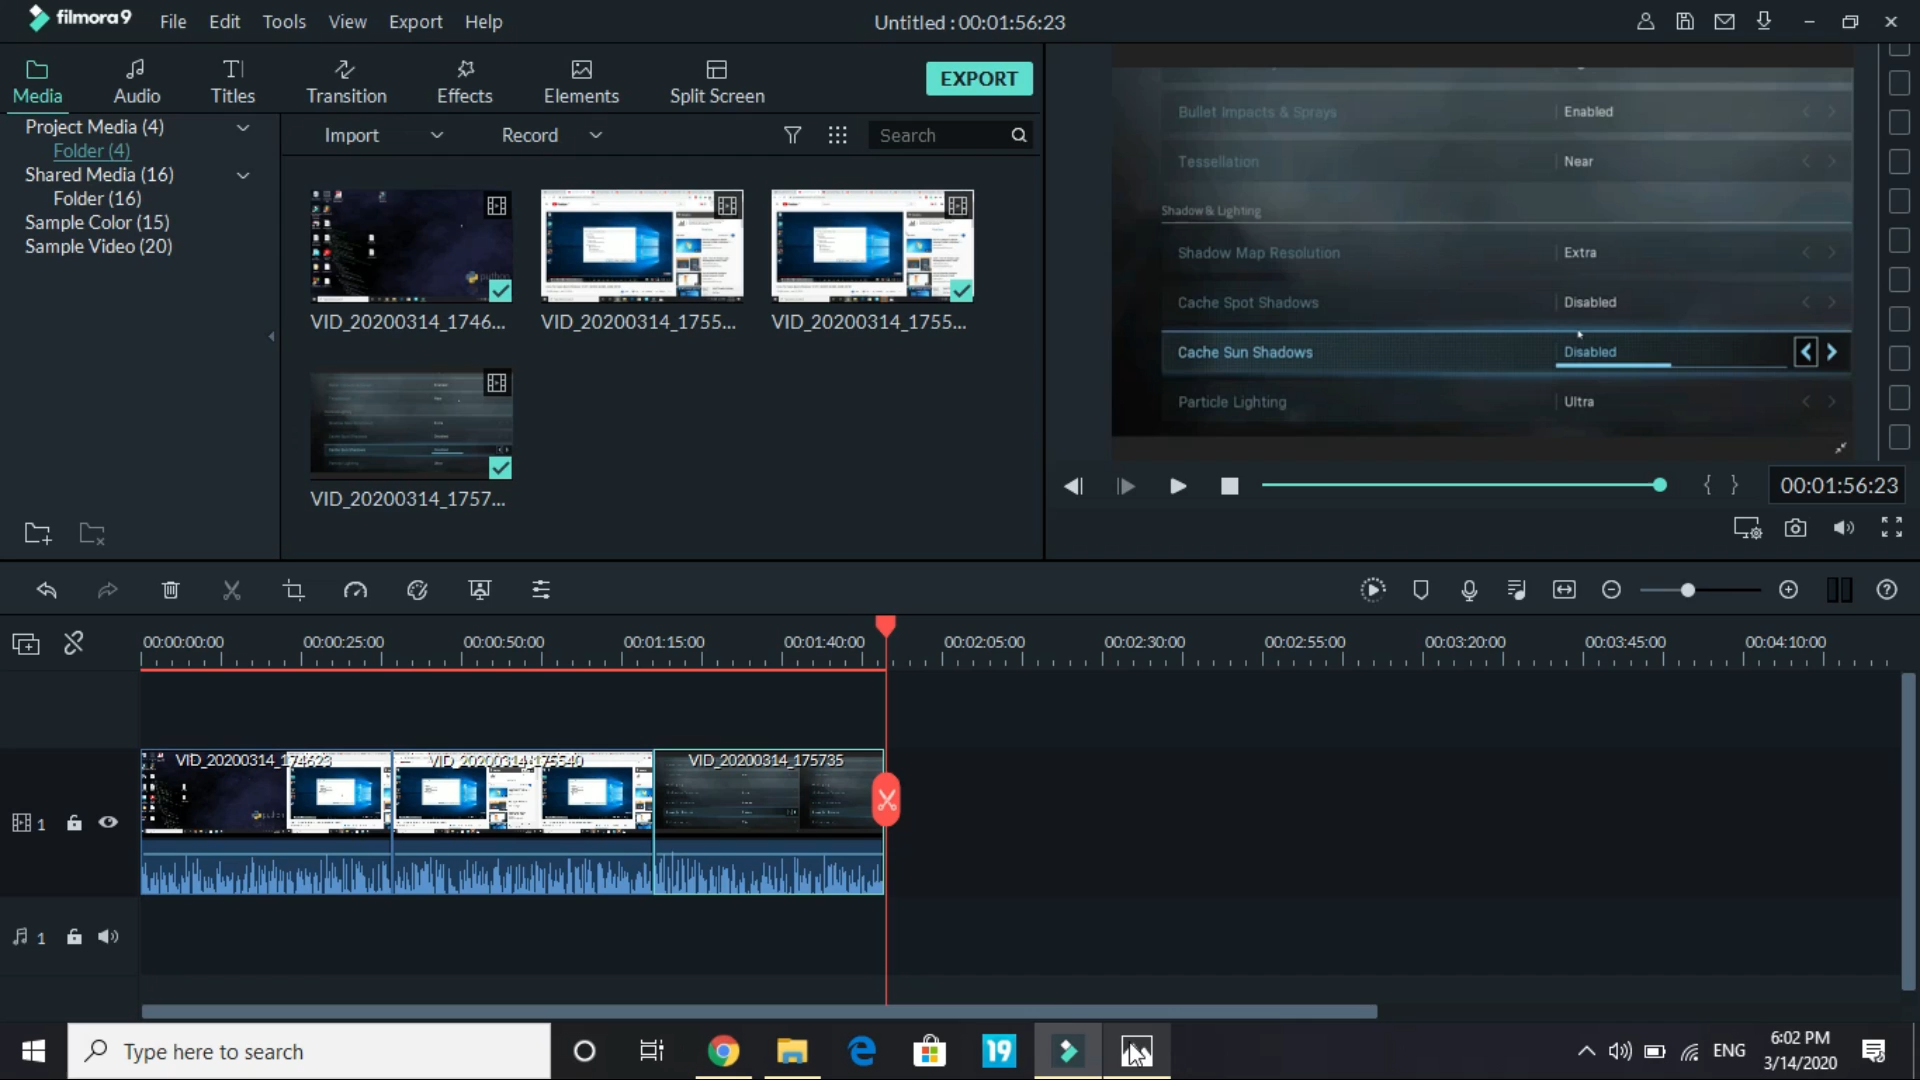 filmora9 File Edit Tools View Export Help Untitled : 00:01:56:23
Media Audio Titles Transition Effects Elements Split Screen EXPORT
Project Media (4)
Folder (4)
Shared Media (16)
Folder (16)
Sample Color (15)
Sample Video (20)
Import Record Search
VID_20200314_1746... VID_20200314_1755... VID_20200314_1755...
VID_20200314_1757...
Bullet Impacts & Sprays Enabled
Tessellation Near
Shadow & Lighting
Shadow Map Resolution Extra
Cache Spot Shadows Disabled
Cache Sun Shadows Disabled
Particle Lighting Ultra
00:01:56:23
00:00:00:00 00:00:25:00 00:00:50:00 00:01:15:00 00:01:40:00 00:02:05:00 00:02:30:00 00:02:55:00 00:03:20:00 00:03:45:00 00:04:10:00
VID_20200314_174623 VID_20200314_175540 VID_20200314_175735
1
1
Type here to search 19 ENG 6:02 PM
3/14/2020